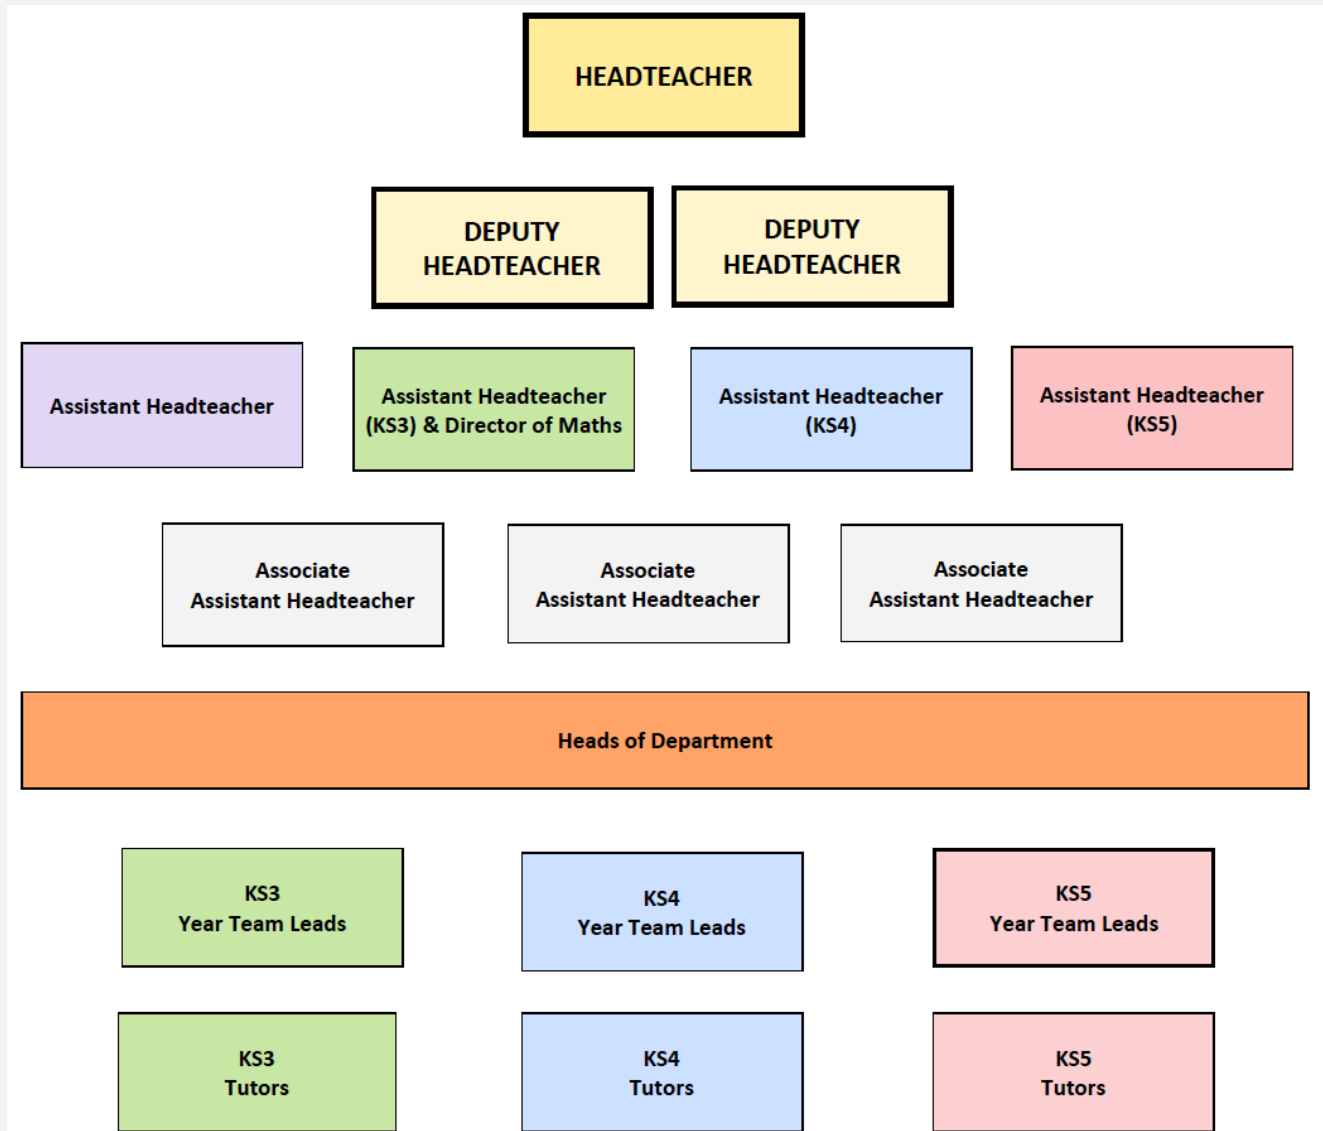 HEADTEACHER
DEPUTY
HEADTEACHER
DEPUTY
HEADTEACHER
Assistant Headteacher
Assistant Headteacher
(KS3) & Director of Maths
Assistant Headteacher
(KS4)
Assistant Headteacher
(KS5)
Associate
Assistant Headteacher
Associate
Assistant Headteacher
Associate
Assistant Headteacher
Heads of Department
KS3
Year Team Leads
KS4
Year Team Leads
KS5
Year Team Leads
KS3
Tutors
KS4
Tutors
KS5
Tutors